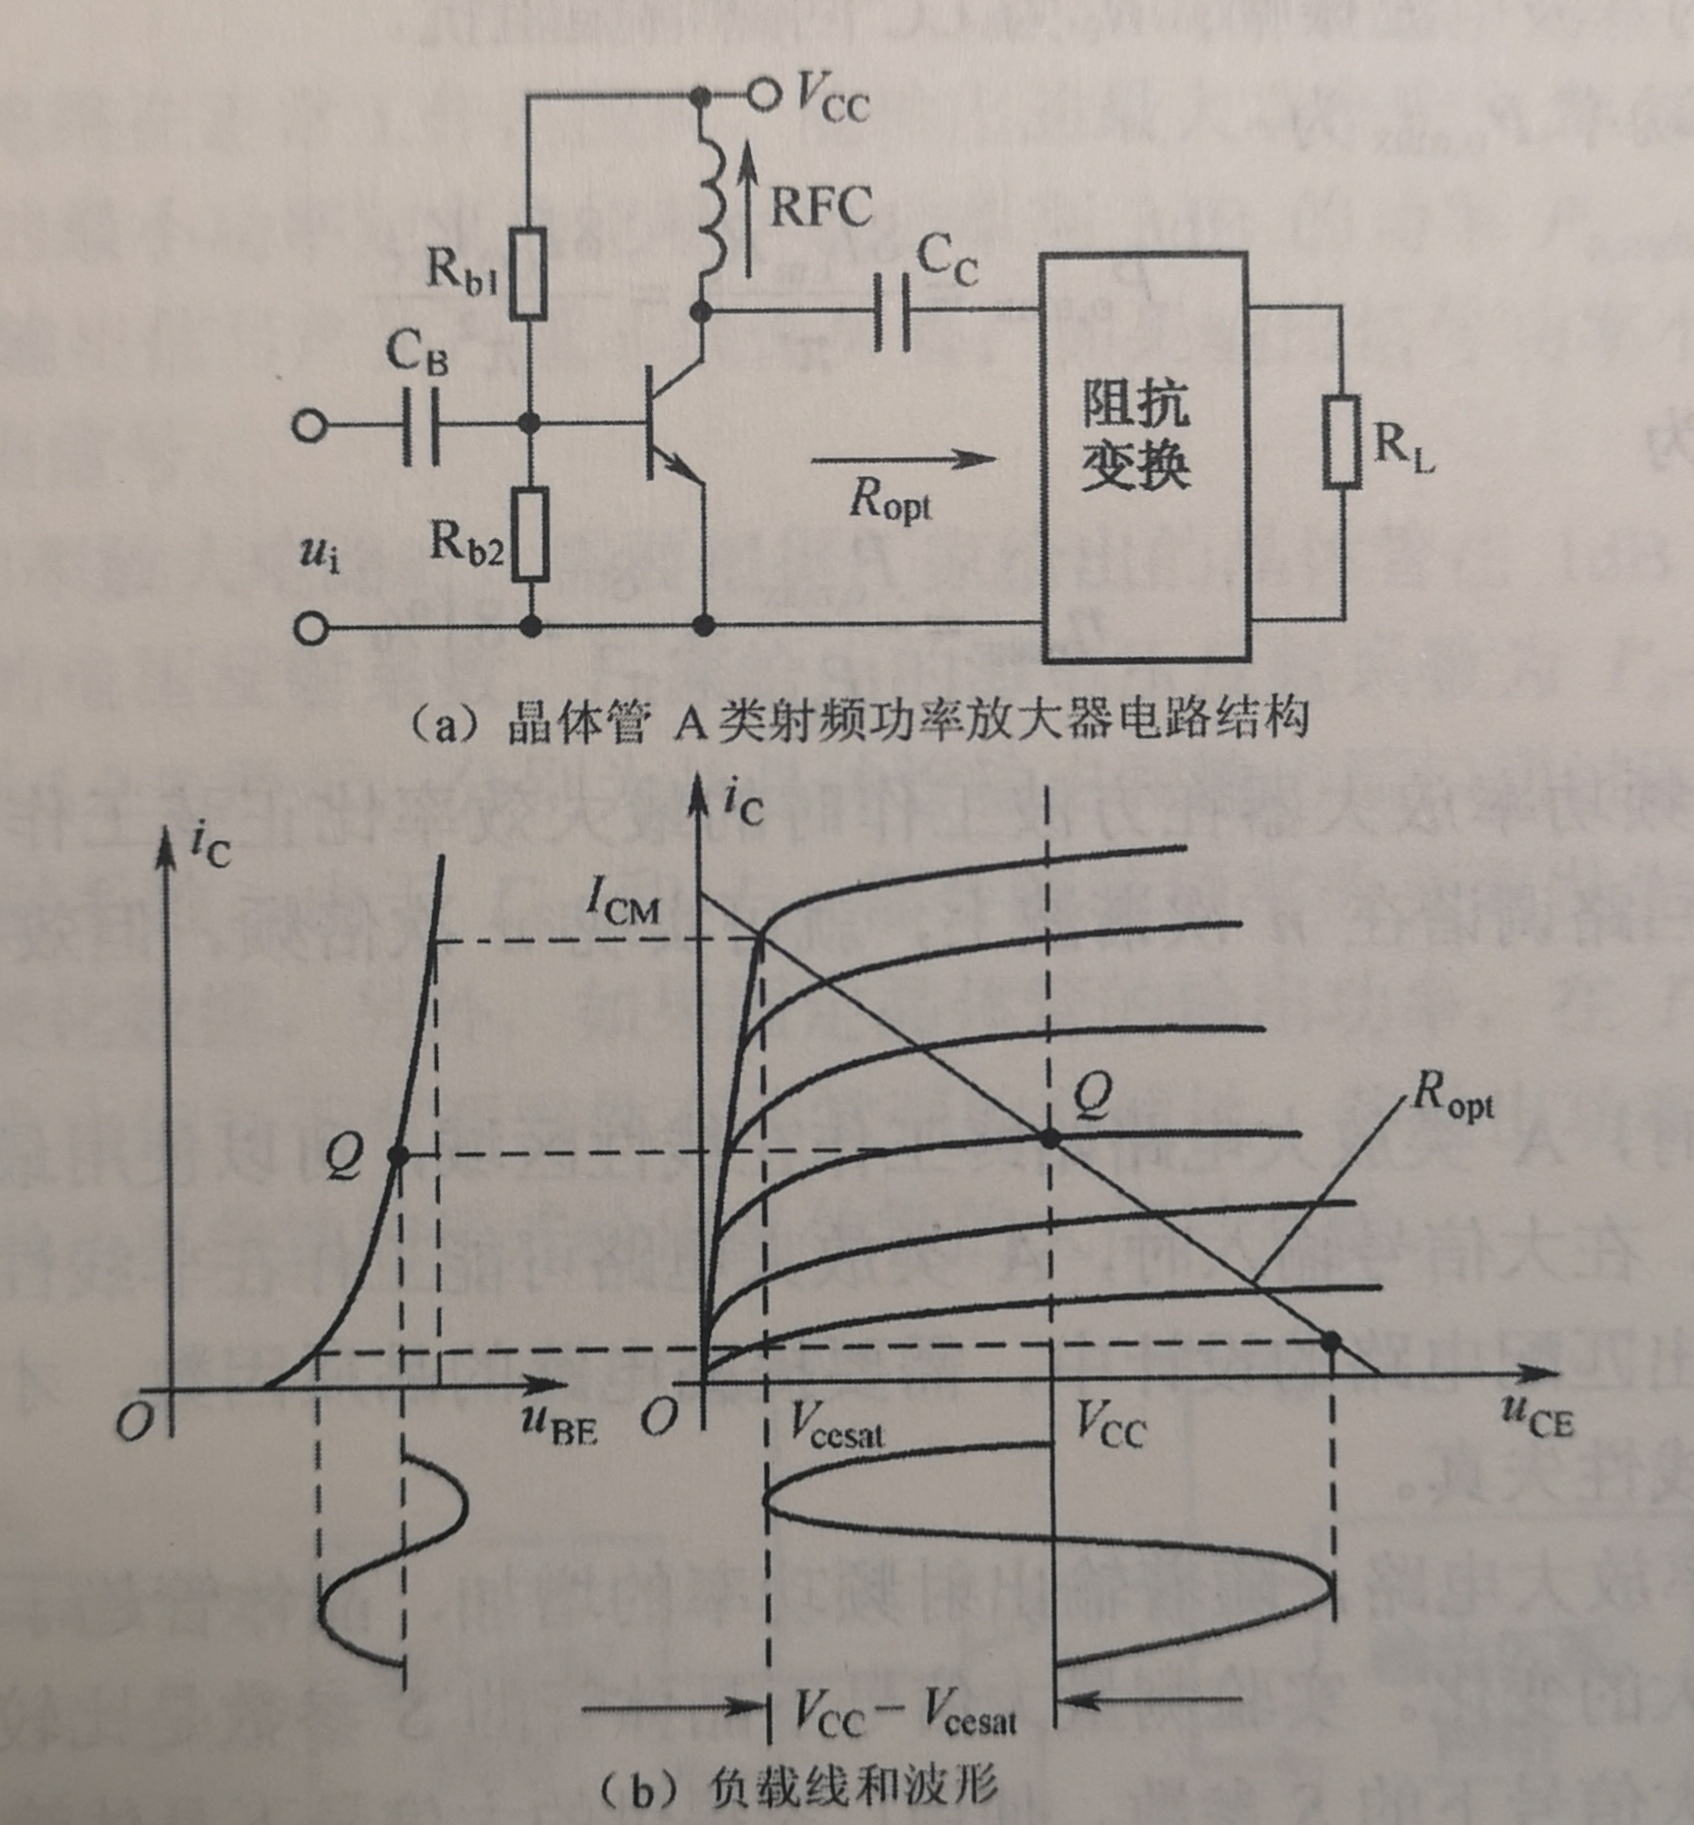 V_CC
RFC
C_C
R_b1
C_B
阻抗
变换
R_L
R_opt
R_b2
u_i
(a) 晶体管 A 类射频功率放大器电路结构
i_C
i_C
I_CM
Q
Q
R_opt
O
u_BE
O
V_cesat
V_CC
u_CE
V_CC − V_cesat
(b) 负载线和波形